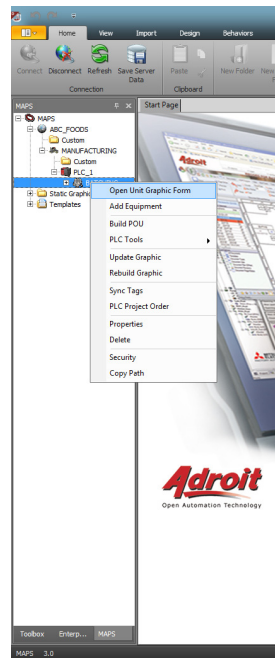 Home View Import Design Behaviors
Connect Disconnect Refresh Save Server Data Paste New Folder New
Connection Clipboard
MAPS
Start Page
MAPS
ABC_FOODS
Custom
MANUFACTURING
Custom
PLC_1
Static Graphic
Templates
Open Unit Graphic Form
Add Equipment
Build POU
PLC Tools
Update Graphic
Rebuild Graphic
Sync Tags
PLC Project Order
Properties
Delete
Security
Copy Path
Adroit
Adroit
Open Automation Technology
Toolbox Enterp... MAPS
MAPS 3.0